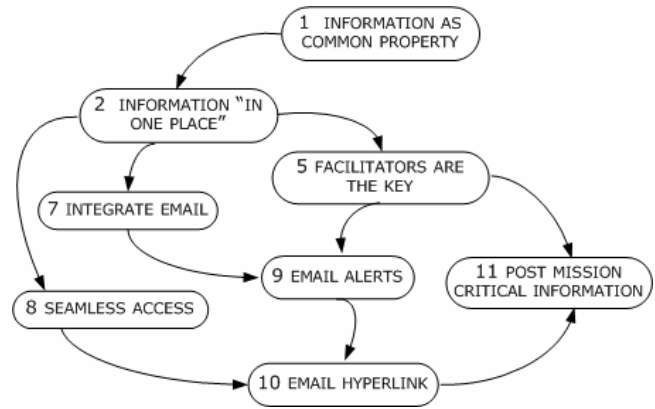 1 INFORMATION AS
COMMON PROPERTY
2 INFORMATION “IN
ONE PLACE”
5 FACILITATORS ARE
THE KEY
7 INTEGRATE EMAIL
9 EMAIL ALERTS
11 POST MISSION
CRITICAL INFORMATION
8 SEAMLESS ACCESS
10 EMAIL HYPERLINK